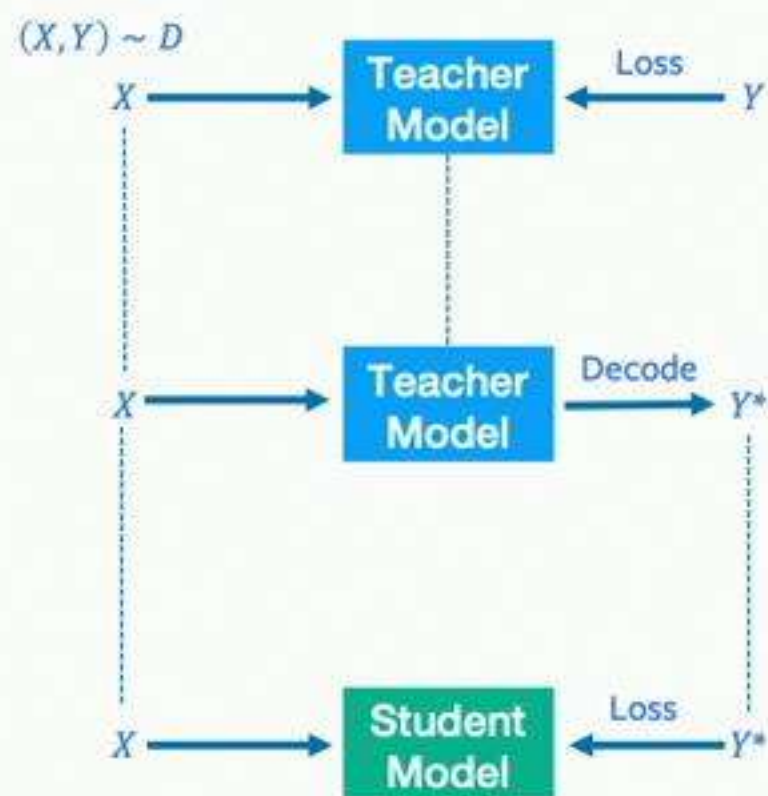 (X,Y) ~ D
X
Teacher
Model
Loss
Y
X
Teacher
Model
Decode
Y*
X
Student
Model
Loss
Y*